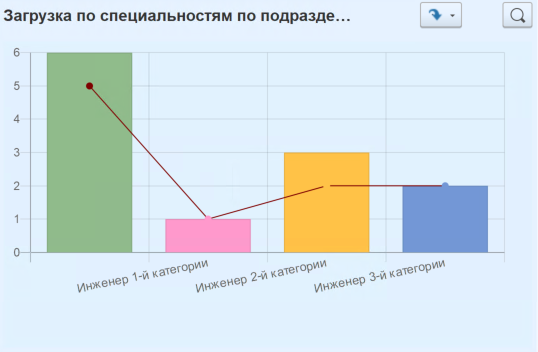 Загрузка по специальностям по подразде...
6
5
4
3
2
1
0
Инженер 1-й категории
Инженер 2-й категории
Инженер 3-й категории